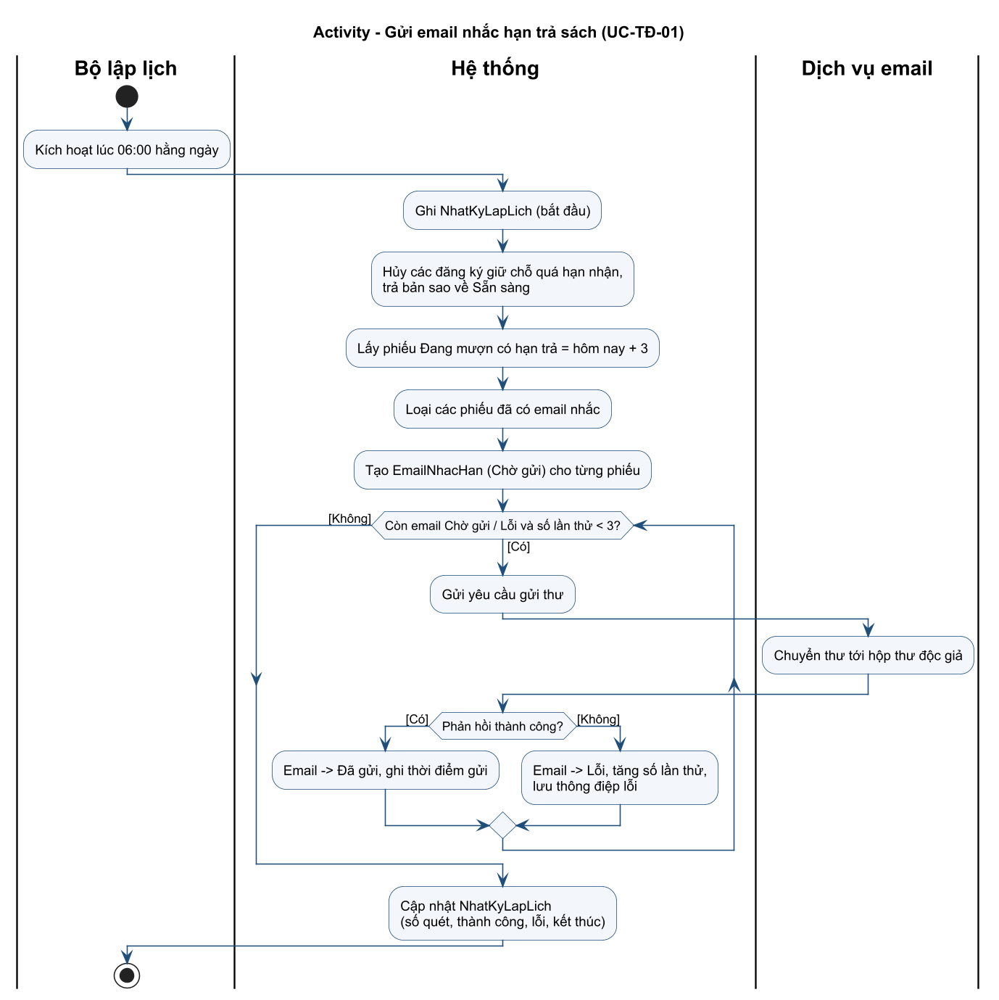 Activity - Gửi email nhắc hạn trả sách (UC-TĐ-01)
Bộ lập lịch
Hệ thống
Dịch vụ email
Kích hoạt lúc 06:00 hằng ngày
Ghi NhatKyLapLich (bắt đầu)
Hủy các đăng ký giữ chỗ quá hạn nhận,
trả bản sao về Sẵn sàng
Lấy phiếu Đang mượn có hạn trả = hôm nay + 3
Loại các phiếu đã có email nhắc
Tạo EmailNhacHan (Chờ gửi) cho từng phiếu
[Không]
Còn email Chờ gửi / Lỗi và số lần thử < 3?
[Có]
Gửi yêu cầu gửi thư
Chuyển thư tới hộp thư độc giả
[Có]
Phản hồi thành công?
[Không]
Email -> Đã gửi, ghi thời điểm gửi
Email -> Lỗi, tăng số lần thử,
lưu thông điệp lỗi
Cập nhật NhatKyLapLich
(số quét, thành công, lỗi, kết thúc)